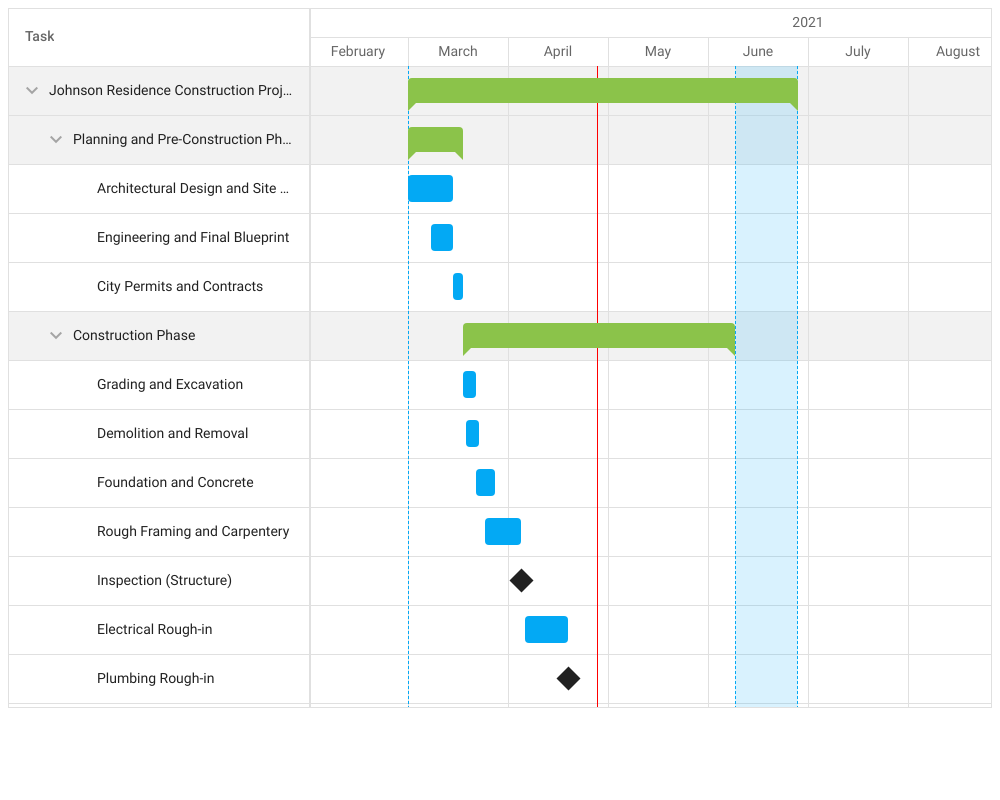 Task
2021
February March April May June July August
Johnson Residence Construction Proj...
Planning and Pre-Construction Ph...
Architectural Design and Site ...
Engineering and Final Blueprint
City Permits and Contracts
Construction Phase
Grading and Excavation
Demolition and Removal
Foundation and Concrete
Rough Framing and Carpentery
Inspection (Structure)
Electrical Rough-in
Plumbing Rough-in